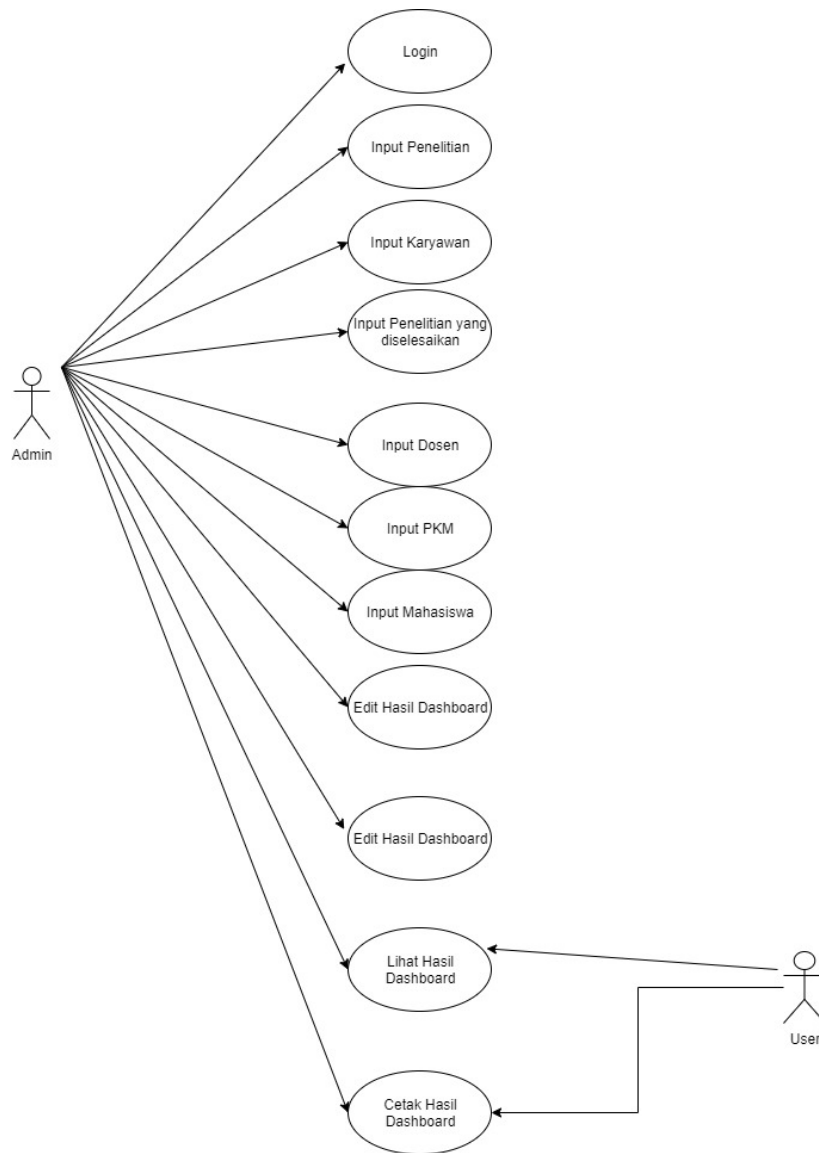 Login
Input Penelitian
Input Karyawan
Input Penelitian yang
diselesaikan
Admin
Input Dosen
Input PKM
Input Mahasiswa
Edit Hasil Dashboard
Edit Hasil Dashboard
Lihat Hasil
Dashboard
User
Cetak Hasil
Dashboard